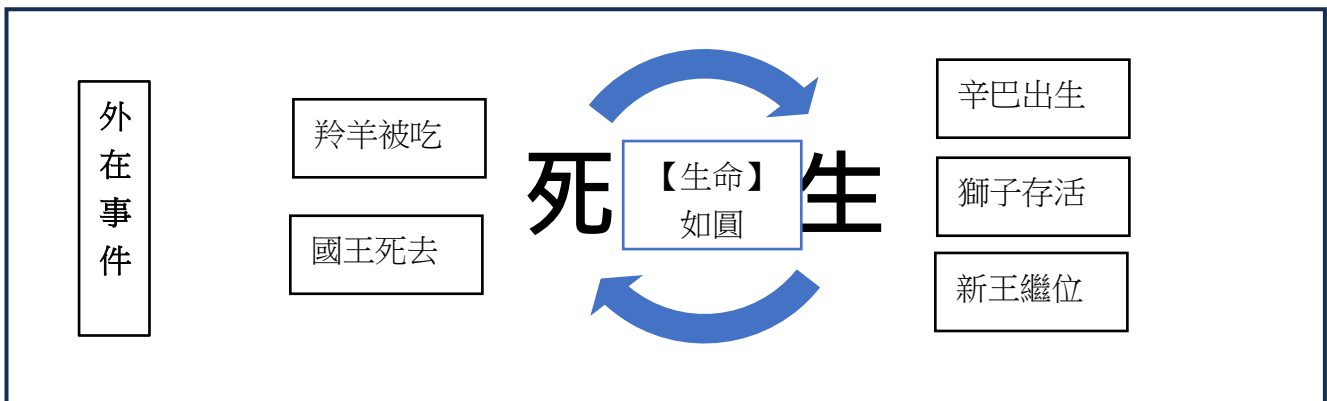 外在事件
羚羊被吃
國王死去
死
【生命】
如圓
生
辛巴出生
獅子存活
新王繼位